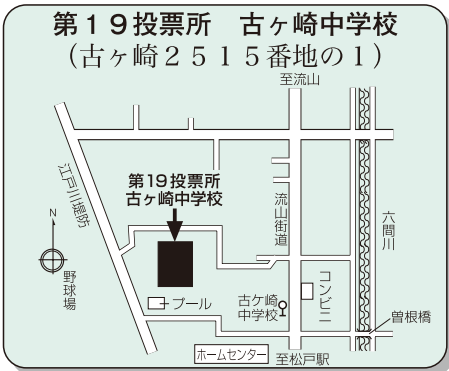 第１９投票所　古ヶ崎中学校
（古ヶ崎２５１５番地の１）
至流山
江戸川堤防
第19投票所
古ケ崎中学校
流山街道
六間川
N
野球場
プール
古ケ崎
中学校
コンビニ
曽根橋
ホームセンター
至松戸駅